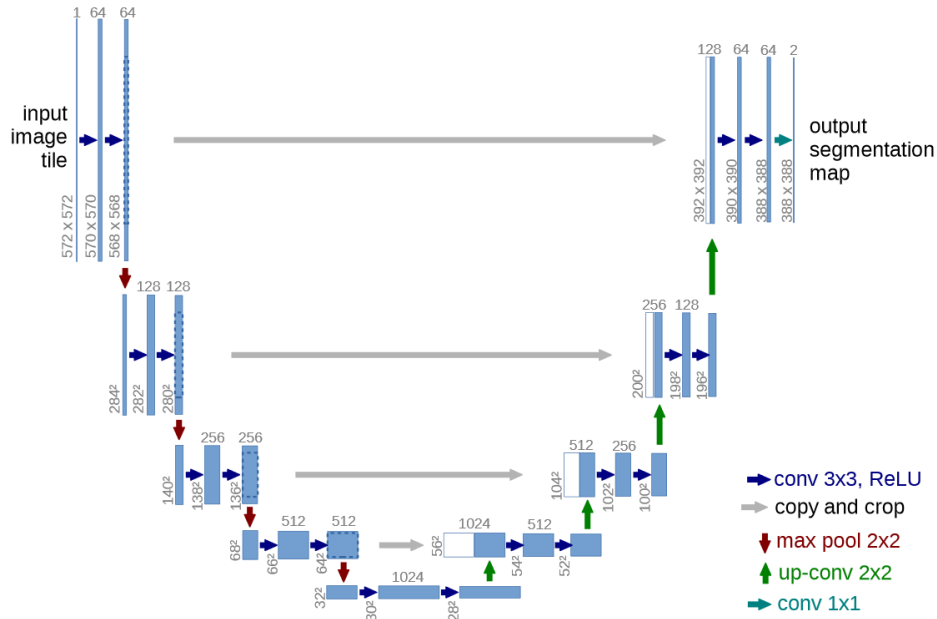 1 64 64
input
image
tile
572 x 572
570 x 570
568 x 568
128 64 64 2
output
segmentation
map
392 x 392
390 x 390
388 x 388
388 x 388
128 128
284²
282²
280²
256 128
200²
198²
196²
256 256
140²
138²
136²
512 256
104²
102²
100²
512 512
68²
66²
64²
1024 512
56²
54²
52²
1024
32²
30²
28²
conv 3x3, ReLU
copy and crop
max pool 2x2
up-conv 2x2
conv 1x1